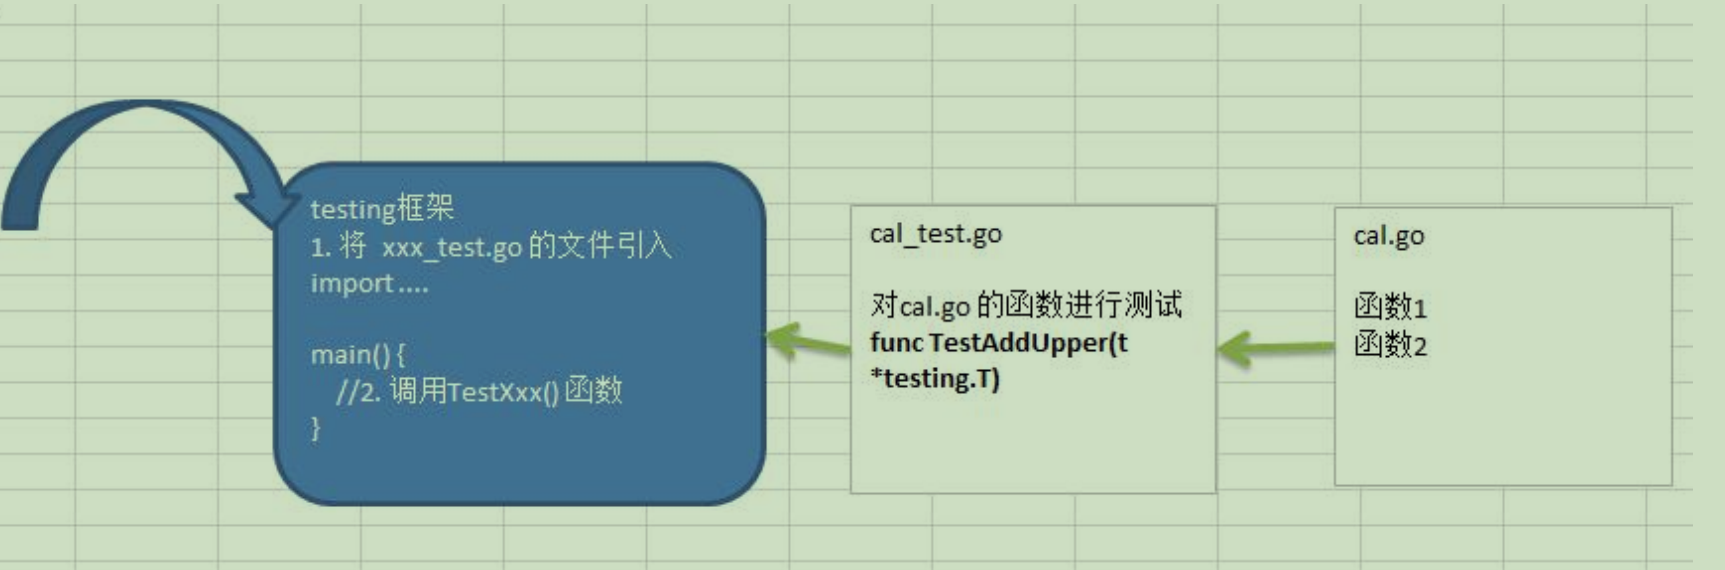 testing框架
1. 将 xxx_test.go 的文件引入
import ....
main() {
//2. 调用TestXxx() 函数
}
cal_test.go
对cal.go 的函数进行测试
func TestAddUpper(t
*testing.T)
cal.go
函数1
函数2